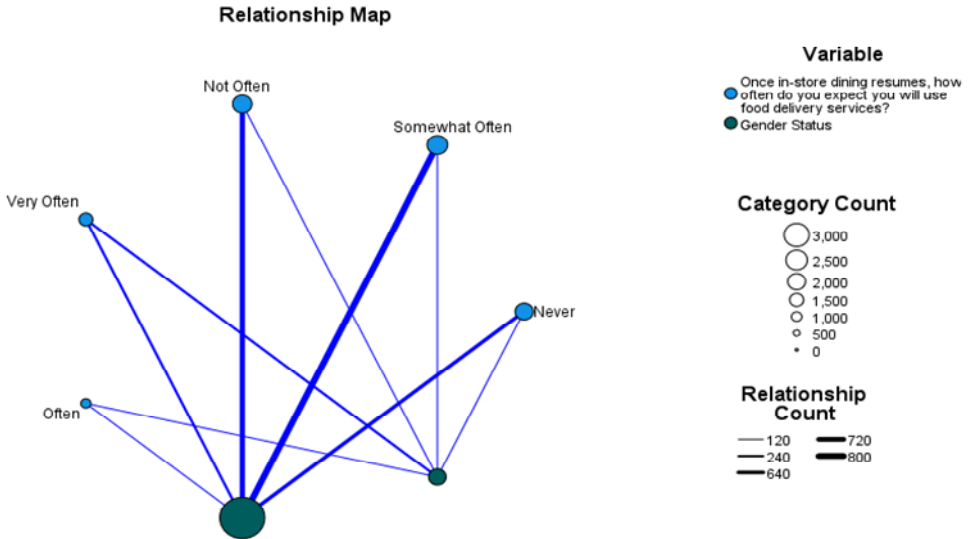 Relationship Map
Not Often
Somewhat Often
Very Often
Never
Often
Variable
Once in-store dining resumes, how
often do you expect you will use
food delivery services?
Gender Status
Category Count
3,000
2,500
2,000
1,500
1,000
500
0
Relationship
Count
120
240
640
720
800